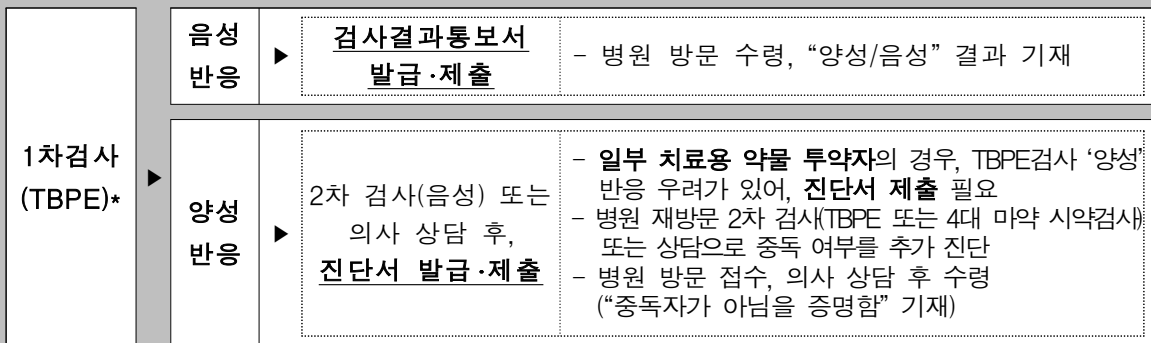 1차검사
(TBPE)*
▶
음성
반응
▶
검사결과통보서
발급·제출
- 병원 방문 수령, “양성/음성” 결과 기재
양성
반응
▶
2차 검사(음성) 또는
의사 상담 후,
진단서 발급·제출
- 일부 치료용 약물 투약자의 경우, TBPE검사 ‘양성’
반응 우려가 있어, 진단서 제출 필요
- 병원 재방문 2차 검사(TBPE 또는 4대 마약 시약검사)
또는 상담으로 중독 여부를 추가 진단
- 병원 방문 접수, 의사 상담 후 수령
(“중독자가 아님을 증명함” 기재)